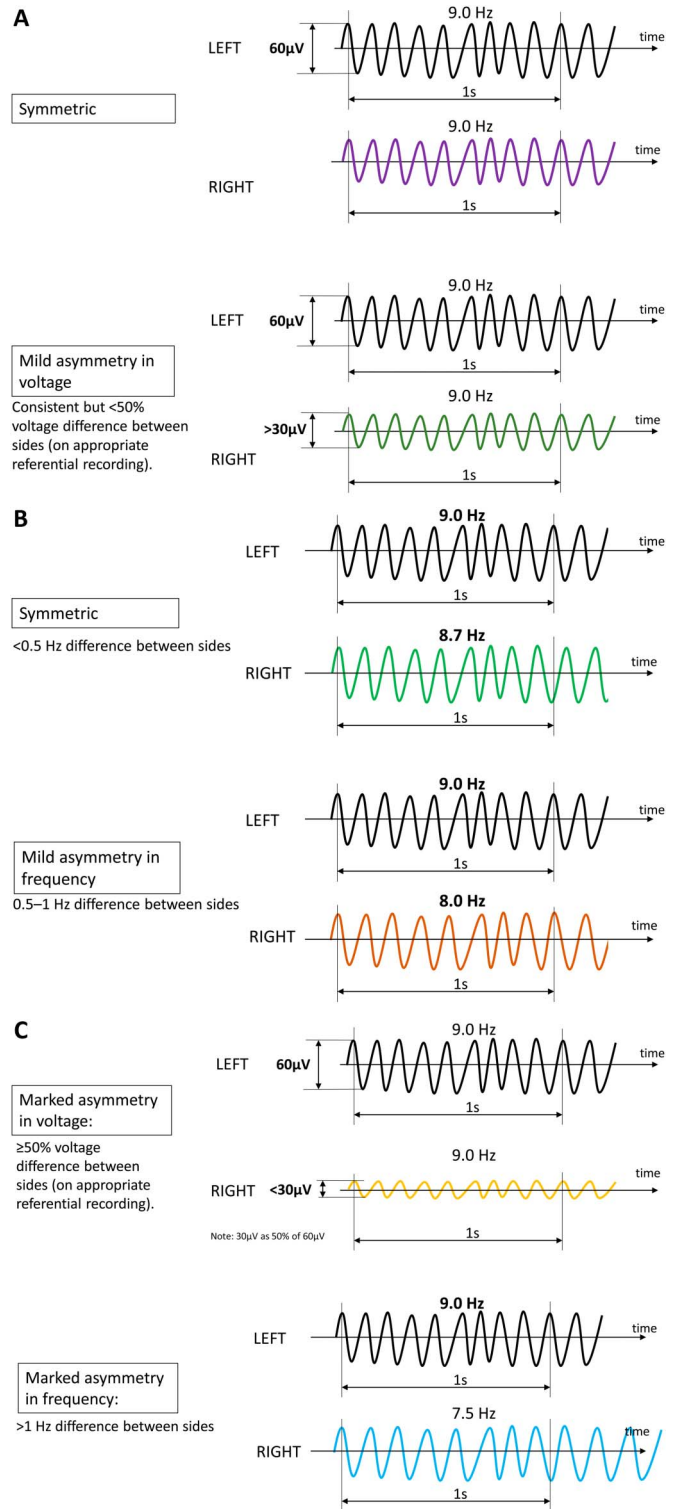 A
9.0 Hz
time
LEFT 60µV
1s
Symmetric
9.0 Hz
time
RIGHT
1s
9.0 Hz
time
LEFT 60µV
1s
Mild asymmetry in
voltage
Consistent but <50%
voltage difference between
sides (on appropriate
referential recording).
9.0 Hz
time
>30µV
RIGHT
1s
B
9.0 Hz
time
LEFT
1s
Symmetric
<0.5 Hz difference between sides
8.7 Hz
time
RIGHT
1s
9.0 Hz
time
LEFT
1s
Mild asymmetry in
frequency
0.5–1 Hz difference between sides
8.0 Hz
time
RIGHT
1s
C
9.0 Hz
time
LEFT 60µV
1s
Marked asymmetry
in voltage:
≥50% voltage
difference between
sides (on appropriate
referential recording).
9.0 Hz
time
RIGHT <30µV
1s
Note: 30µV as 50% of 60µV
9.0 Hz
time
LEFT
1s
Marked asymmetry
in frequency:
>1 Hz difference between sides
7.5 Hz
time
RIGHT
1s